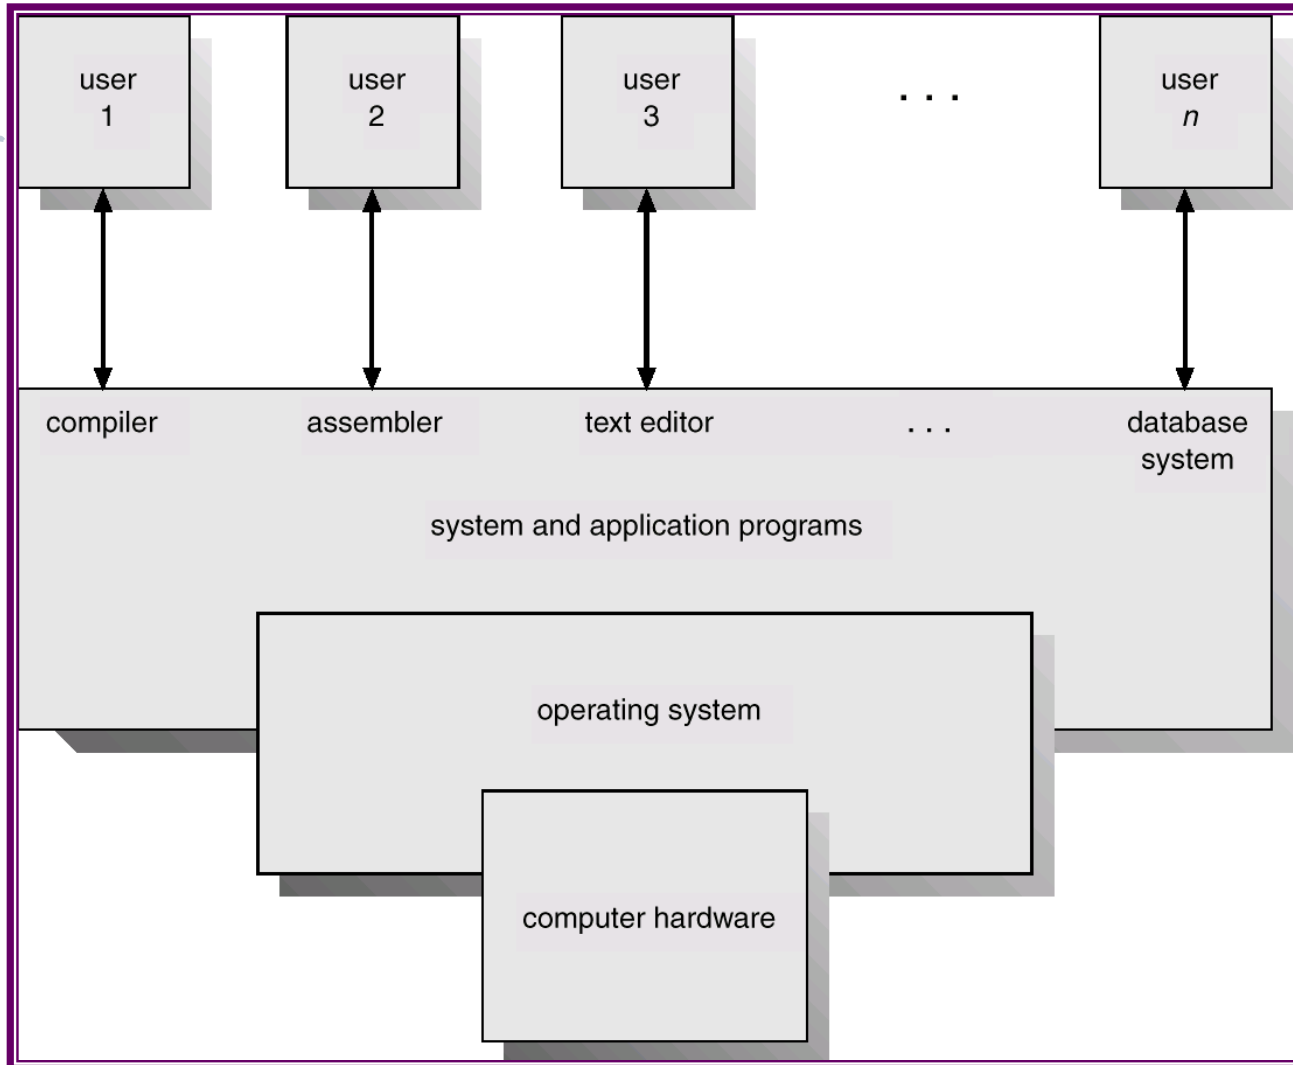 user
1
user
2
user
3
. . .
user
n
compiler
assembler
text editor
. . .
database
system
system and application programs
operating system
computer hardware